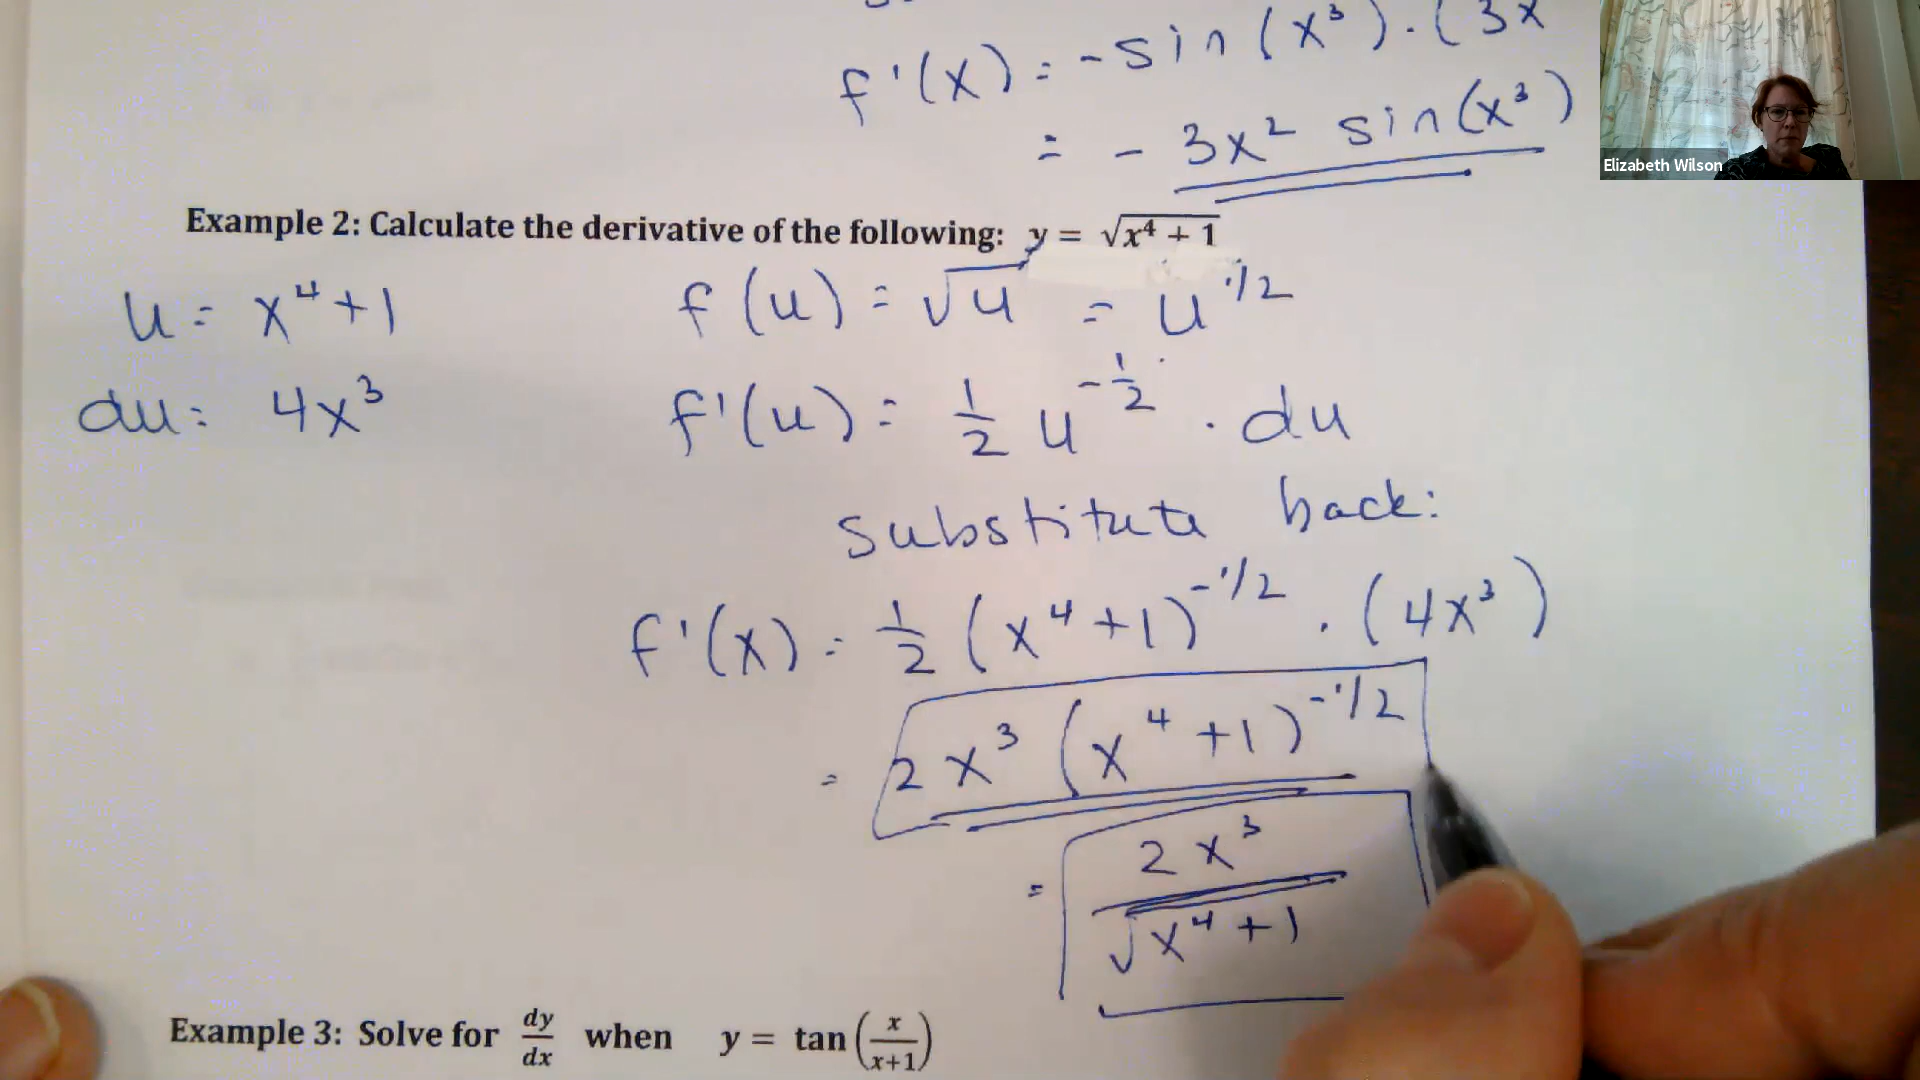 f'(x) = -sin(x³).(3x
= - 3x² sin(x³)
Elizabeth Wilson
Example 2: Calculate the derivative of the following: y = √x⁴ + 1
u = x⁴+1
f(u) = √u = u^1/2
du = 4x³
f'(u) = 1/2 u^-1/2 · du
substitute back:
f'(x) = 1/2 (x⁴+1)^-1/2 · (4x³)
= 2x³ (x⁴+1)^-1/2
= 2x³/√x⁴+1
Example 3: Solve for dy/dx when y = tan(x/x+1)